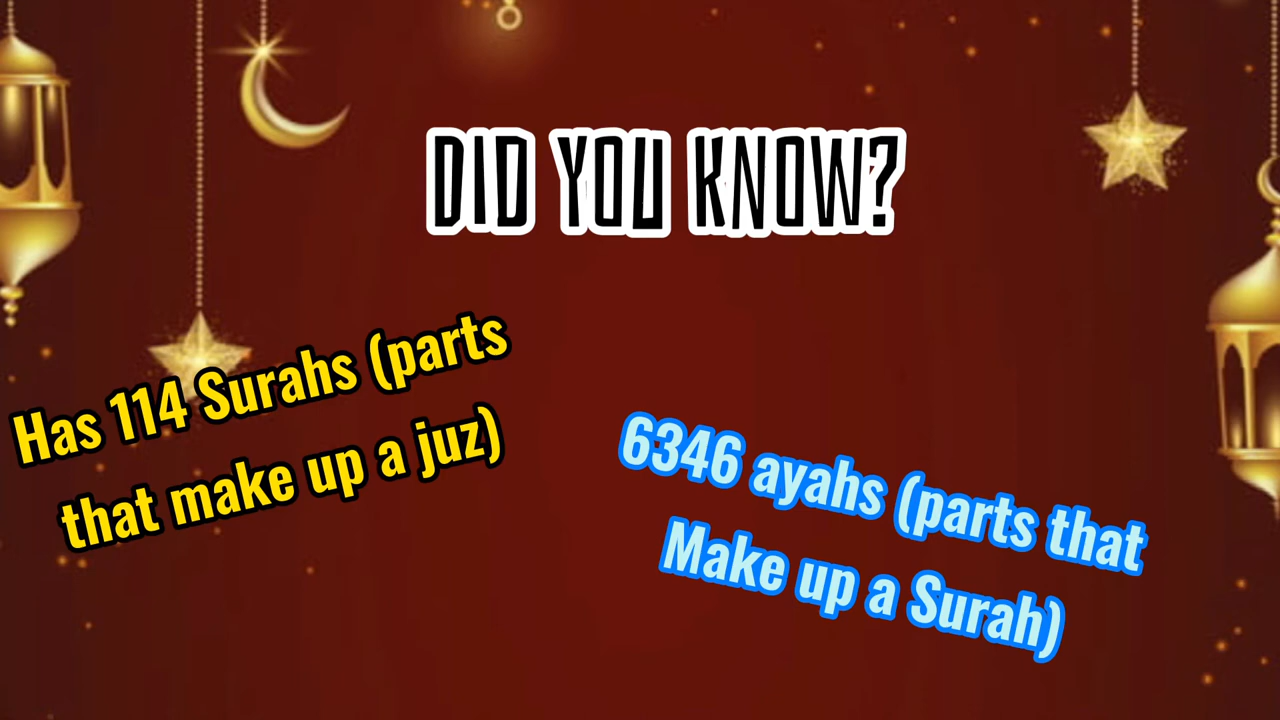 DID YOU KNOW?
Has 114 Surahs (parts
that make up a juz)
6346 ayahs (parts that
Make up a Surah)